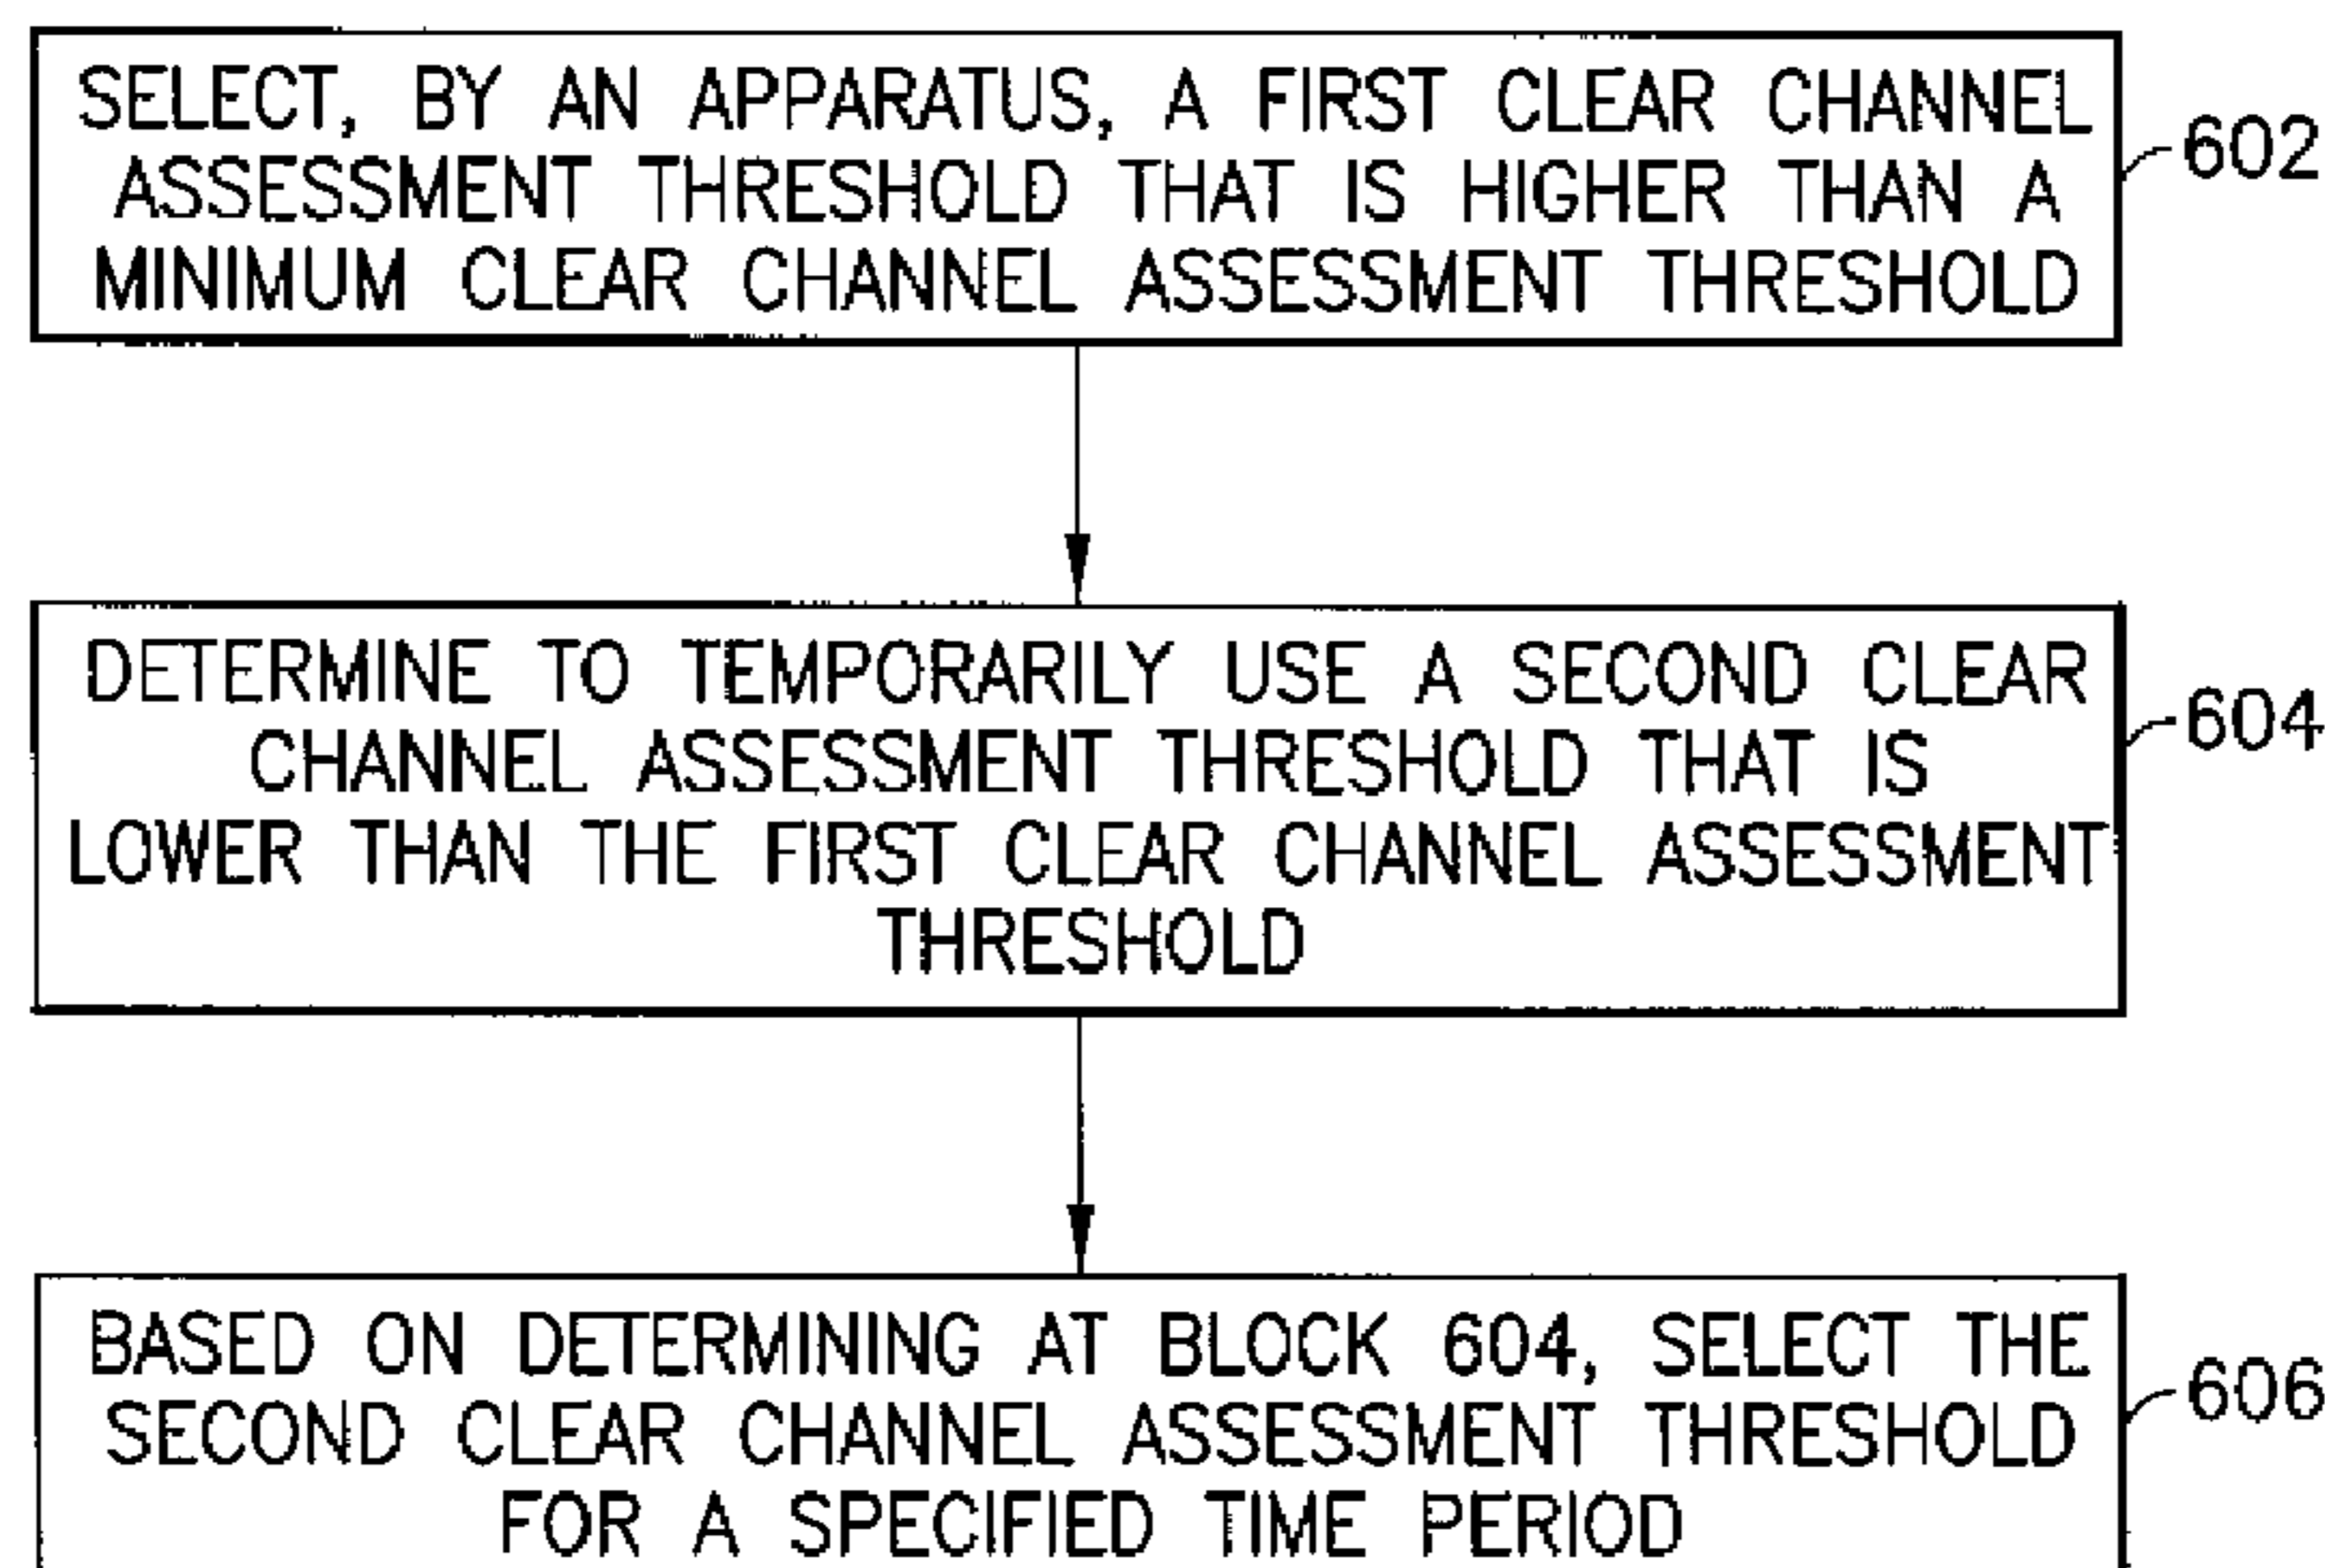 SELECT, BY AN APPARATUS, A FIRST CLEAR CHANNEL
ASSESSMENT THRESHOLD THAT IS HIGHER THAN A
MINIMUM CLEAR CHANNEL ASSESSMENT THRESHOLD
602
DETERMINE TO TEMPORARILY USE A SECOND CLEAR
CHANNEL ASSESSMENT THRESHOLD THAT IS
LOWER THAN THE FIRST CLEAR CHANNEL ASSESSMENT
THRESHOLD
604
BASED ON DETERMINING AT BLOCK 604, SELECT THE
SECOND CLEAR CHANNEL ASSESSMENT THRESHOLD
FOR A SPECIFIED TIME PERIOD
606